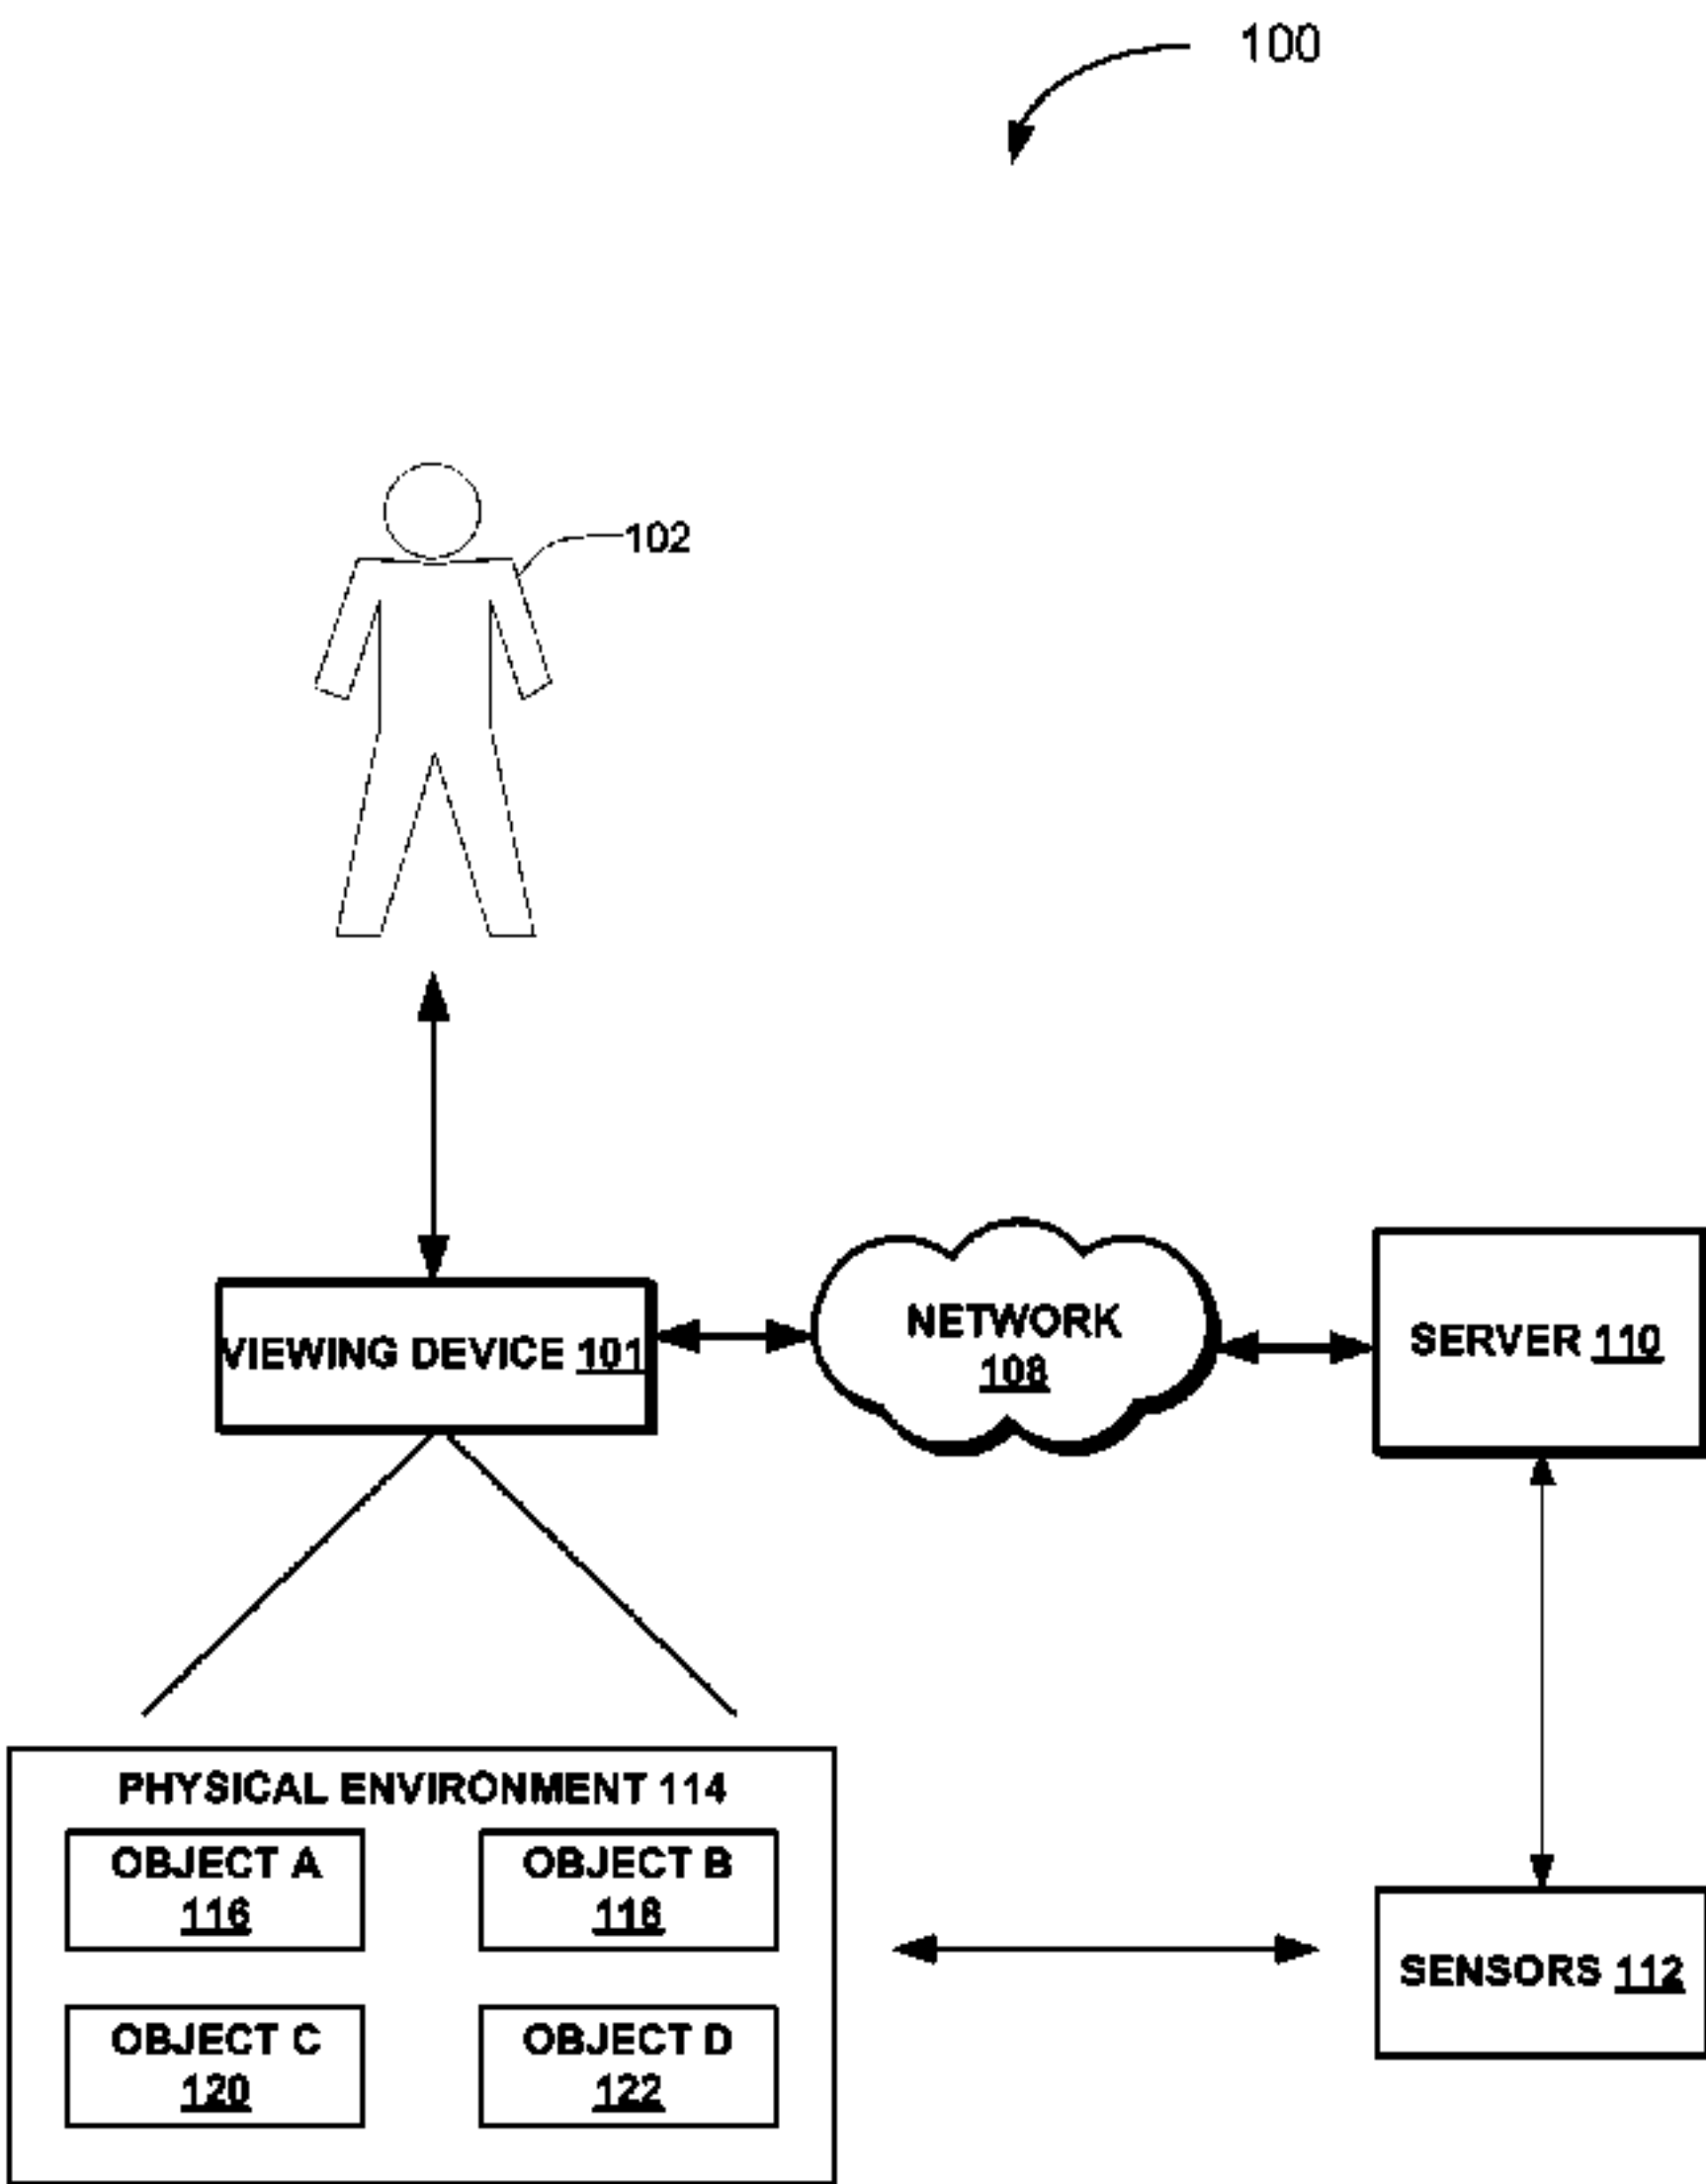 100
102
VIEWING DEVICE 101
NETWORK
108
SERVER 110
PHYSICAL ENVIRONMENT 114
OBJECT A
116
OBJECT B
118
OBJECT C
120
OBJECT D
122
SENSORS 112